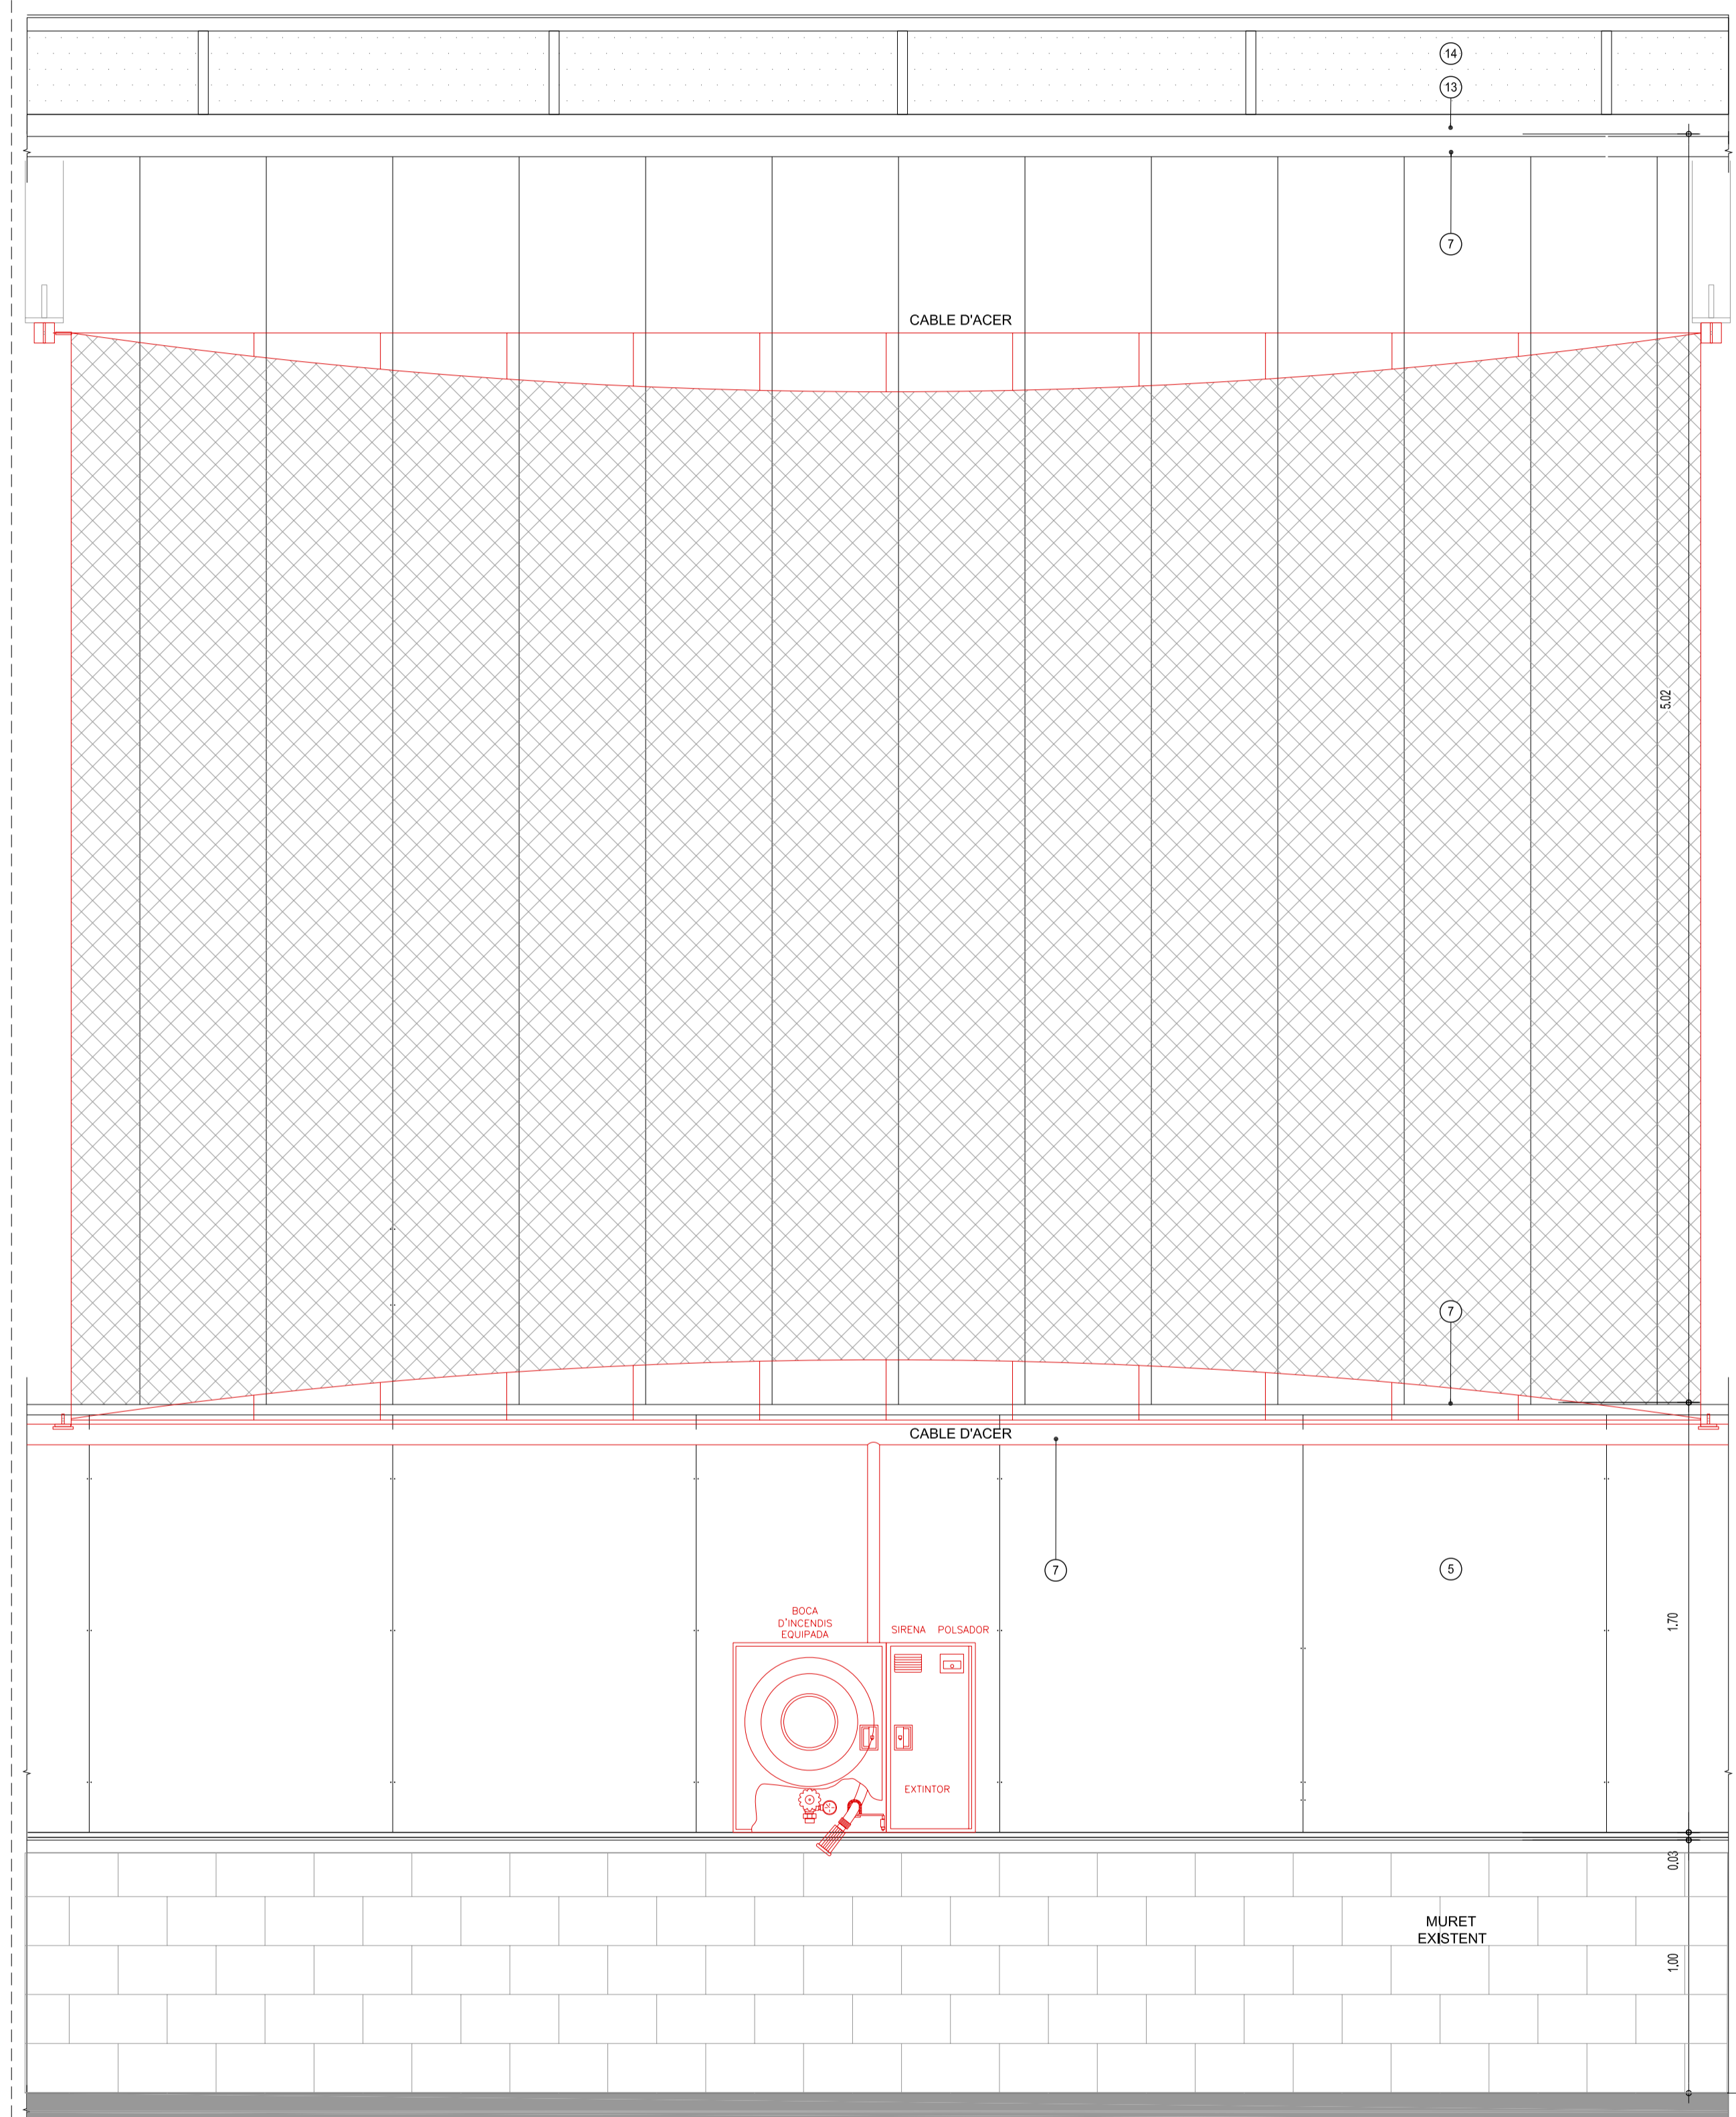 14
13
7
CABLE D'ACER
5.02
7
CABLE D'ACER
7
5
BOCA
D'INCENDIS
EQUIPADA
SIRENA POLSADOR
1.70
EXTINTOR
0.03
MURET
EXISTENT
1.00